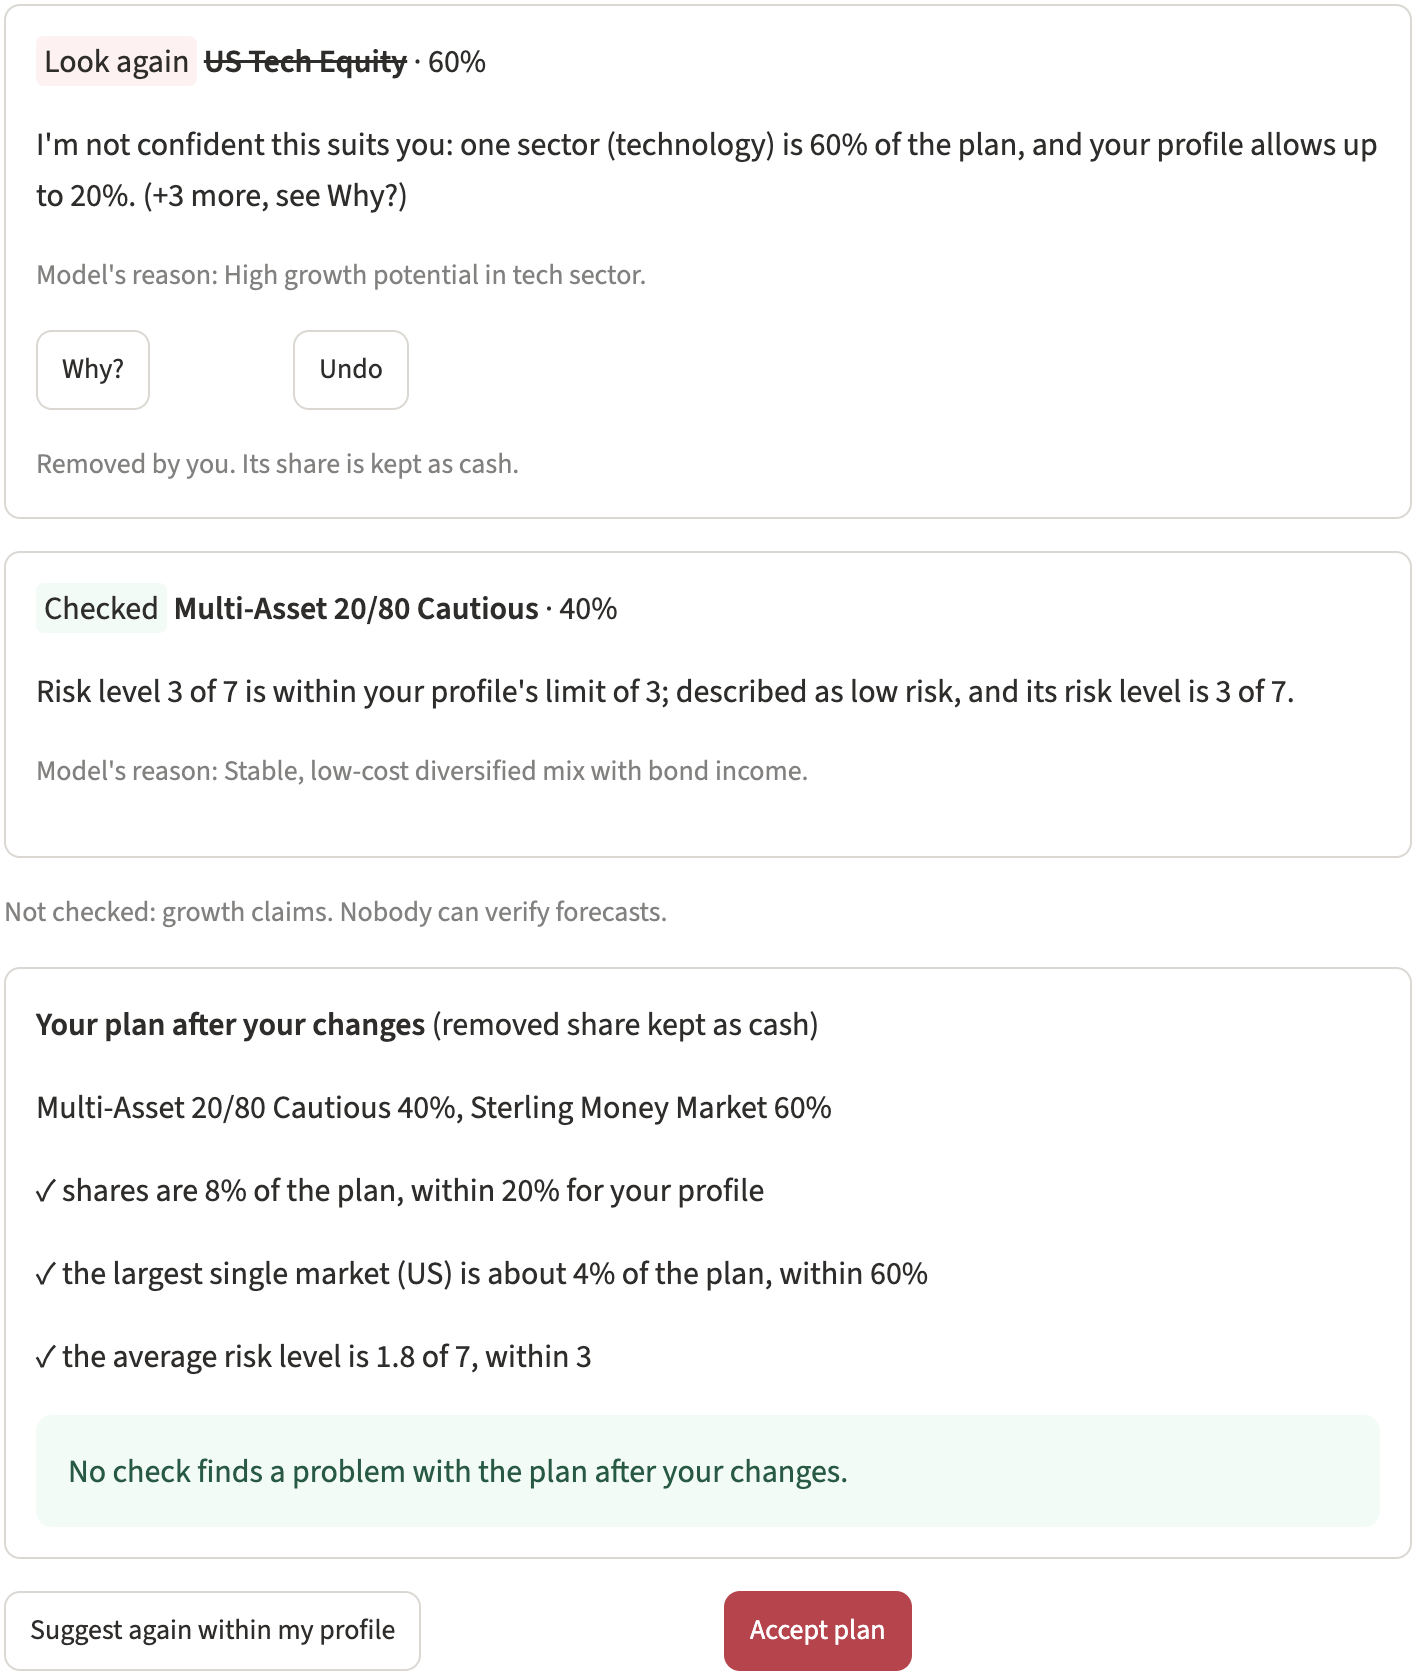 Look again US Tech Equity · 60%
I'm not confident this suits you: one sector (technology) is 60% of the plan, and your profile allows up
to 20%. (+3 more, see Why?)
Model's reason: High growth potential in tech sector.
Why? Undo
Removed by you. Its share is kept as cash.
Checked Multi-Asset 20/80 Cautious · 40%
Risk level 3 of 7 is within your profile's limit of 3; described as low risk, and its risk level is 3 of 7.
Model's reason: Stable, low-cost diversified mix with bond income.
Not checked: growth claims. Nobody can verify forecasts.
Your plan after your changes (removed share kept as cash)
Multi-Asset 20/80 Cautious 40%, Sterling Money Market 60%
✓ shares are 8% of the plan, within 20% for your profile
✓ the largest single market (US) is about 4% of the plan, within 60%
✓ the average risk level is 1.8 of 7, within 3
No check finds a problem with the plan after your changes.
Suggest again within my profile Accept plan